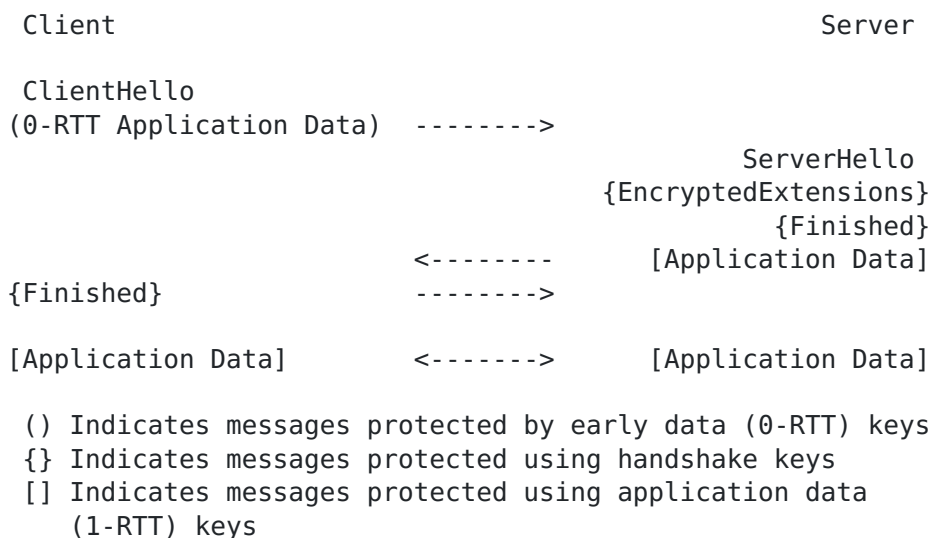 Client                                               Server

 ClientHello
(0-RTT Application Data)  -------->
                                                ServerHello
                                       {EncryptedExtensions}
                                                  {Finished}
                          <--------      [Application Data]
{Finished}                -------->

[Application Data]        <------->      [Application Data]

 () Indicates messages protected by early data (0-RTT) keys
 {} Indicates messages protected using handshake keys
 [] Indicates messages protected using application data
    (1-RTT) keys